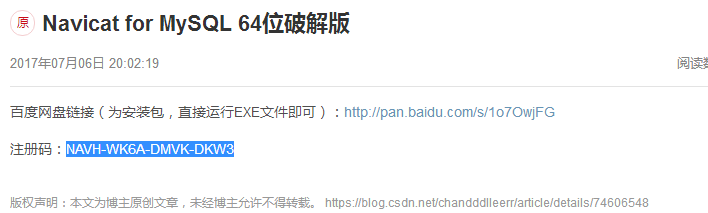 原 Navicat for MySQL 64位破解版
2017年07月06日 20:02:19 阅读数
百度网盘链接（为安装包，直接运行EXE文件即可）：http://pan.baidu.com/s/1o7OwjFG
注册码：NAVH-WK6A-DMVK-DKW3
版权声明：本文为博主原创文章，未经博主允许不得转载。 https://blog.csdn.net/chandddlleerr/article/details/74606548